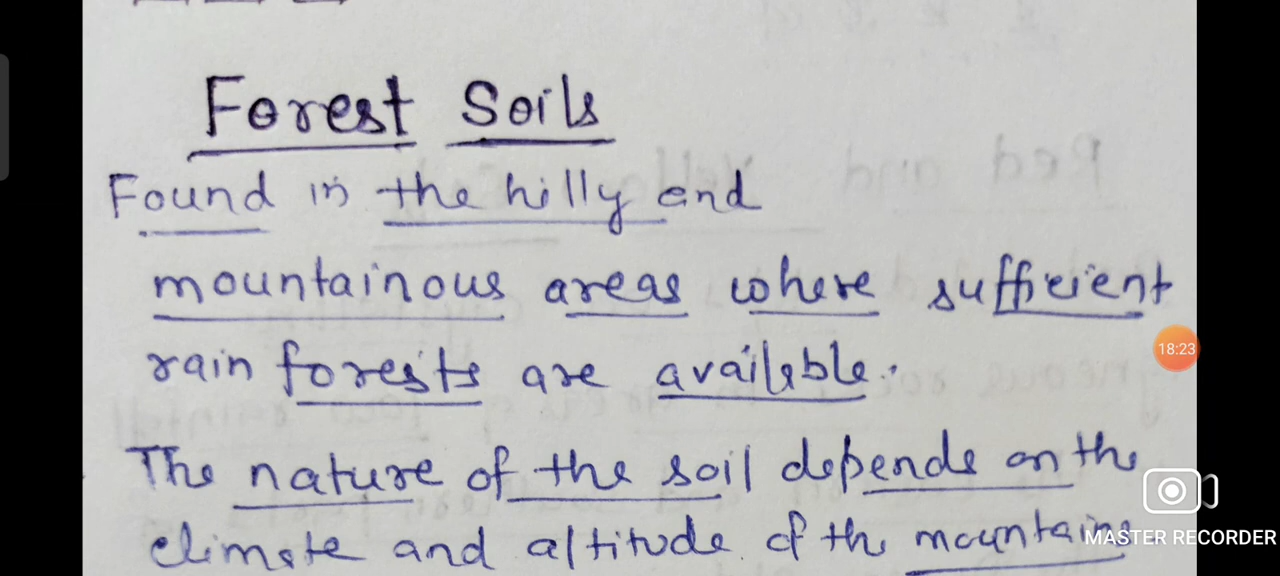 Forest Soils
Found in the hilly and
mountainous areas where sufficient
rain forests are available.
The nature of the soil depends on the
climate and altitude of the mountains
18:23
MASTER RECORDER